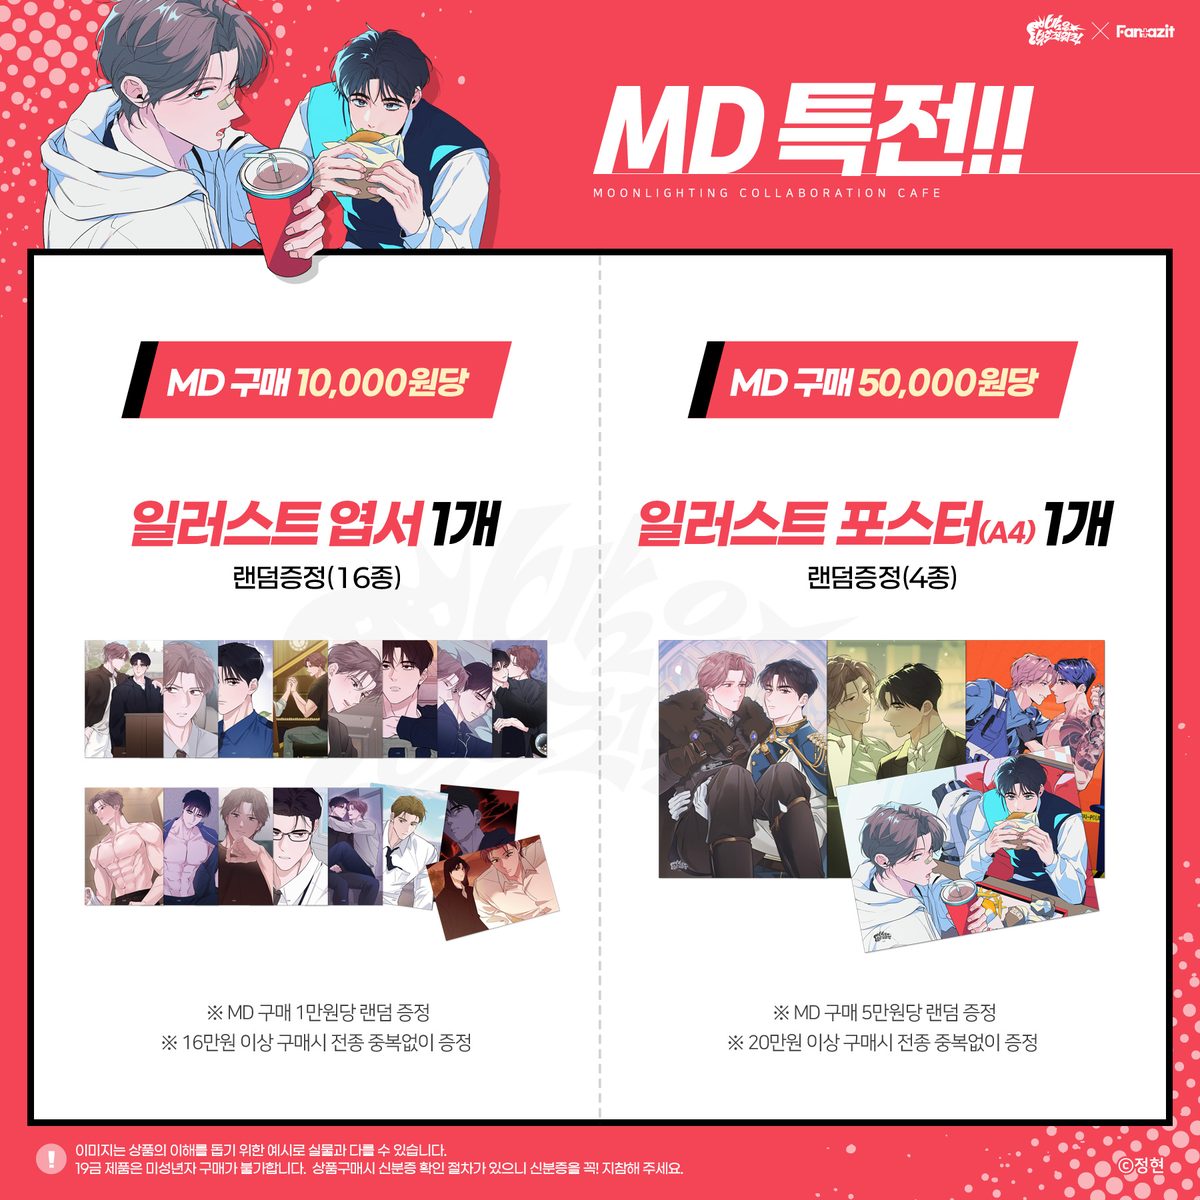 Fantazit
MD 특전!!
MOONLIGHTING COLLABORATION CAFE
MD 구매 10,000원당
일러스트 엽서 1개
랜덤증정(16종)
※ MD 구매 1만원당 랜덤 증정
※ 16만원 이상 구매시 전종 중복없이 증정
MD 구매 50,000원당
일러스트 포스터(A4) 1개
랜덤증정(4종)
※ MD 구매 5만원당 랜덤 증정
※ 20만원 이상 구매시 전종 중복없이 증정
이미지는 상품의 이해를 돕기 위한 예시로 실물과 다를 수 있습니다.
19금 제품은 미성년자 구매가 불가합니다. 상품구매시 신분증 확인 절차가 있으니 신분증을 꼭! 지참해 주세요.
©정현